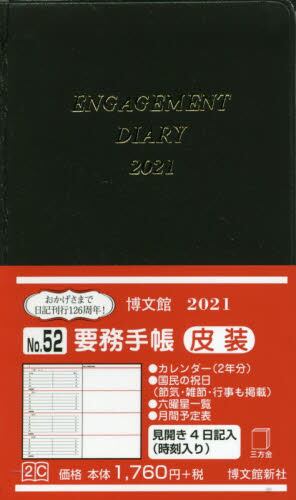 ENGAGEMENT
DIARY
2021
おかげさまで
日記刊行126周年!
博文館 2021
No.52 要務手帳 皮装
●カレンダー(2年分)
●国民の祝日
(節気・雑節・行事も掲載)
●六曜星一覧
●月間予定表
見開き4日記入
(時刻入り)
三方金
2C 価格 本体1,760円+税 博文館新社